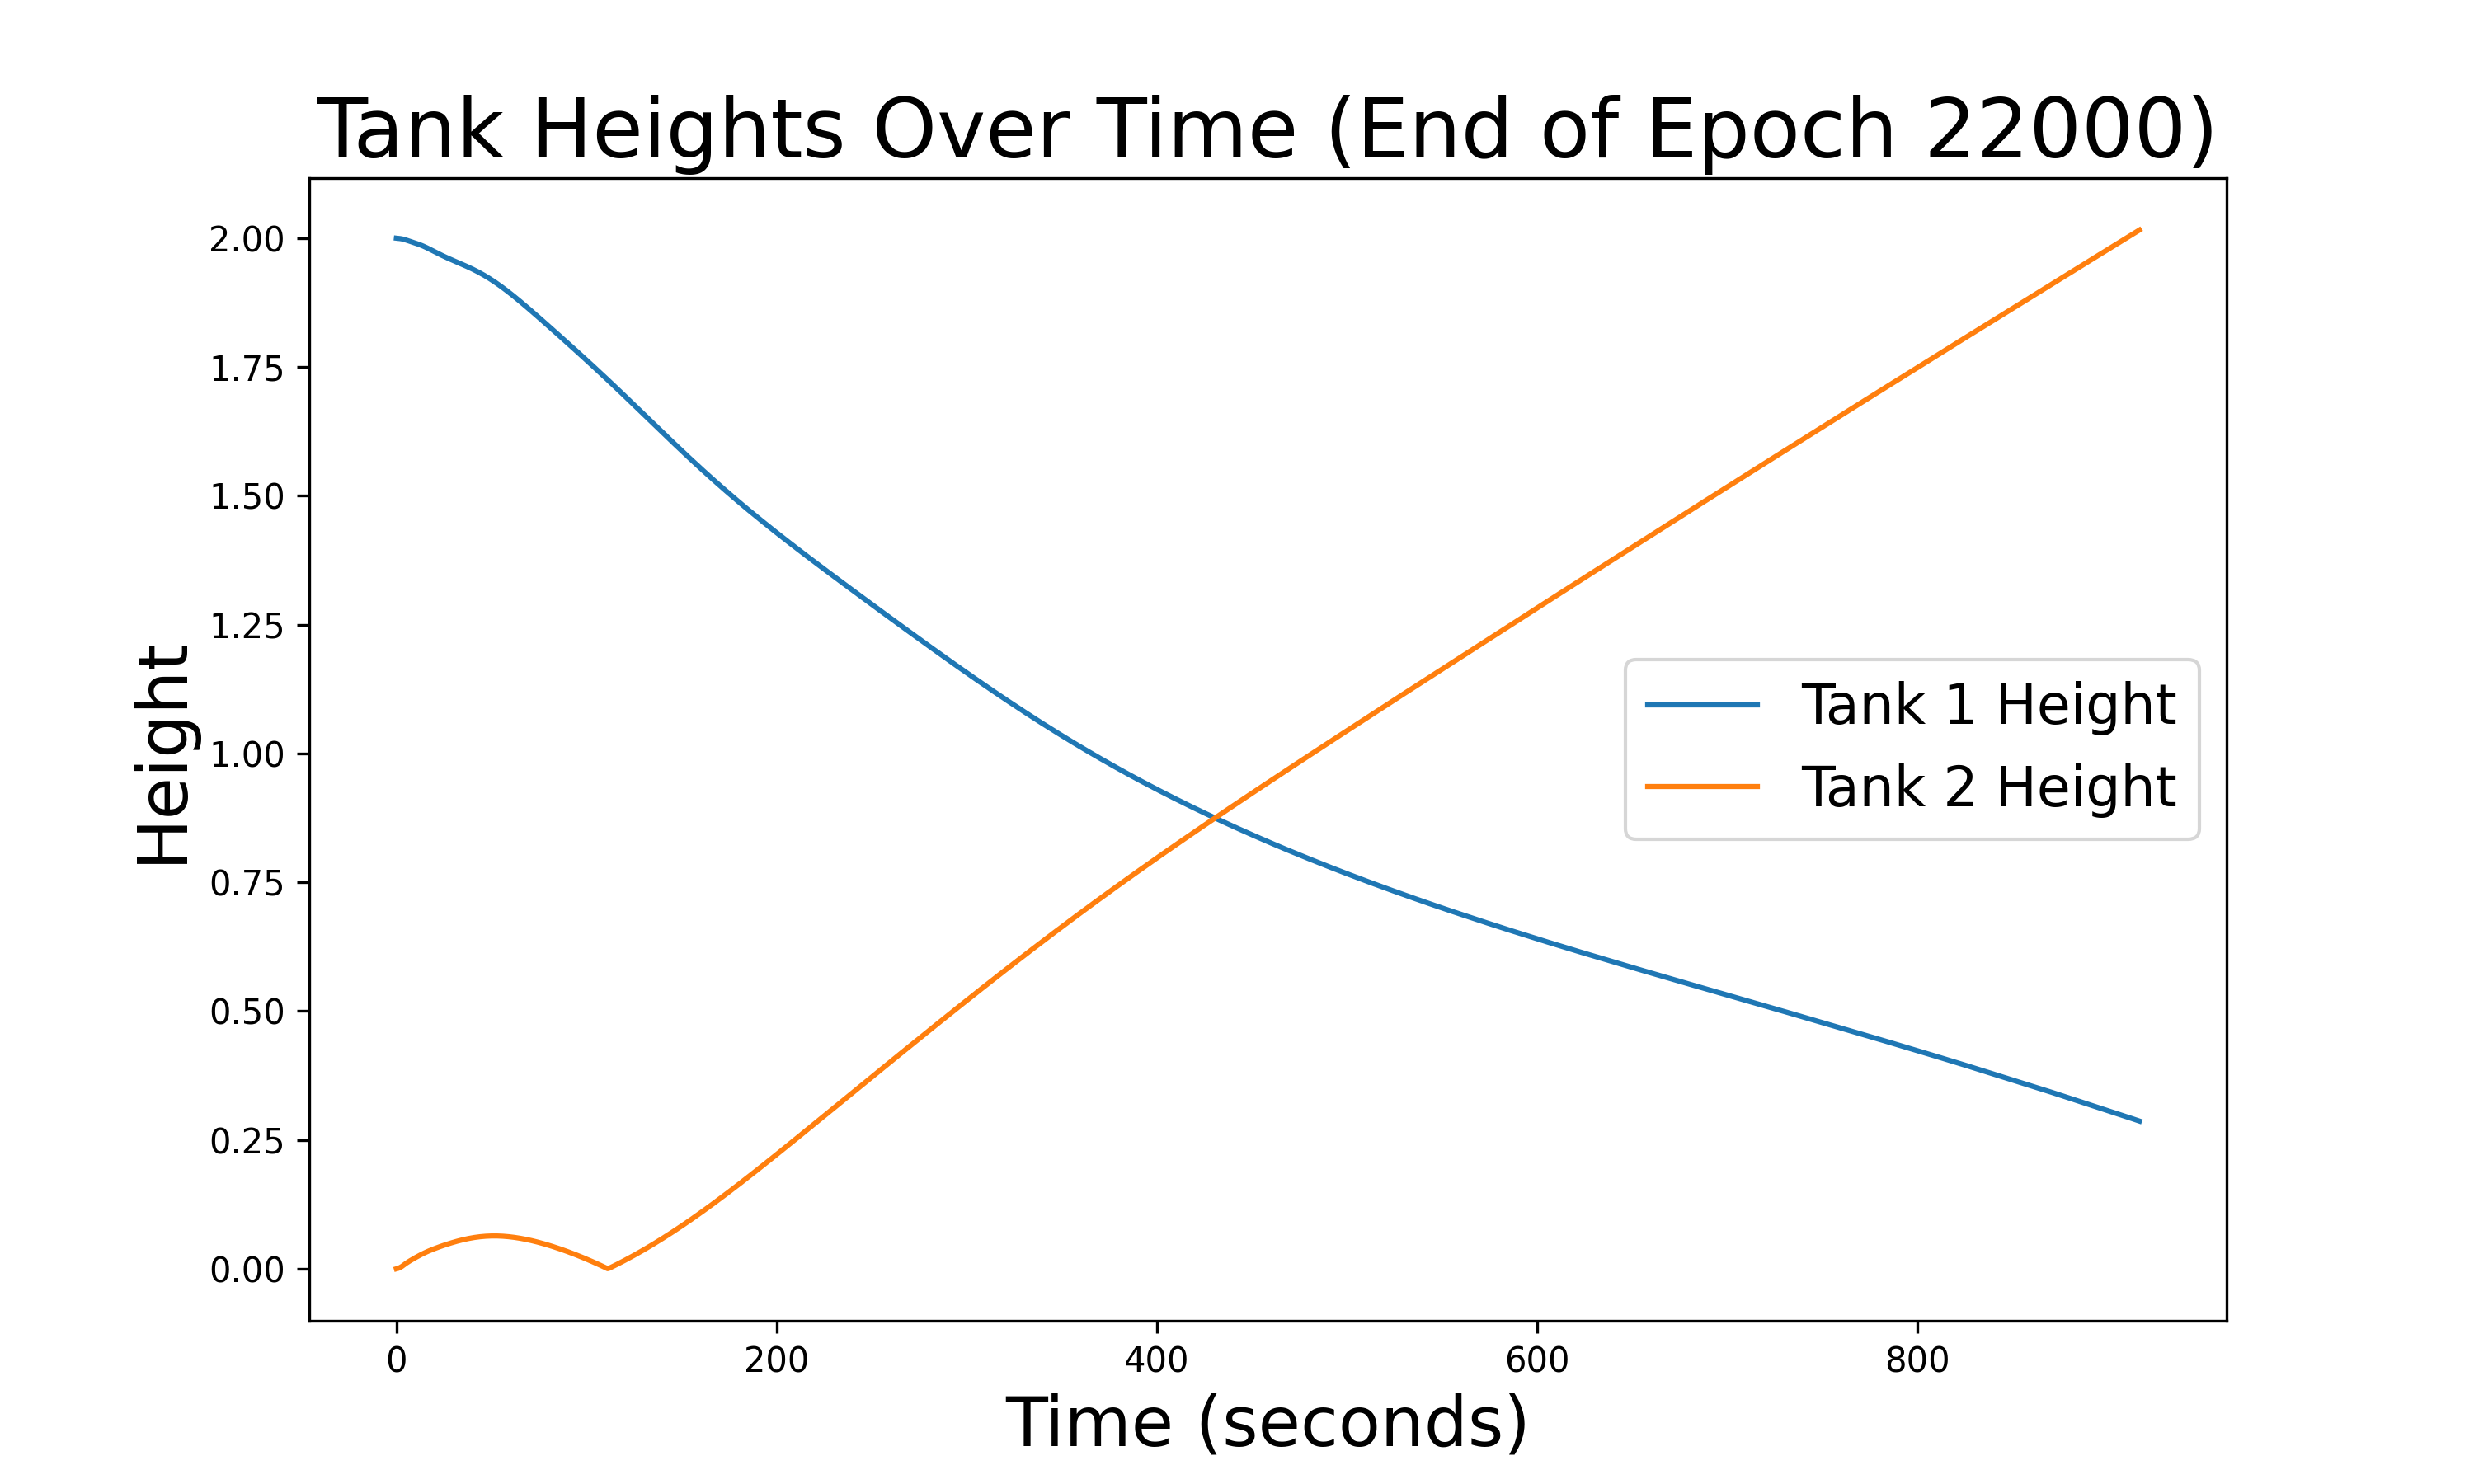 Tank Heights Over Time (End of Epoch 22000)
Height
2.00
1.75
1.50
1.25
1.00
0.75
0.50
0.25
0.00
Tank 1 Height
Tank 2 Height
0 200 400 600 800
Time (seconds)